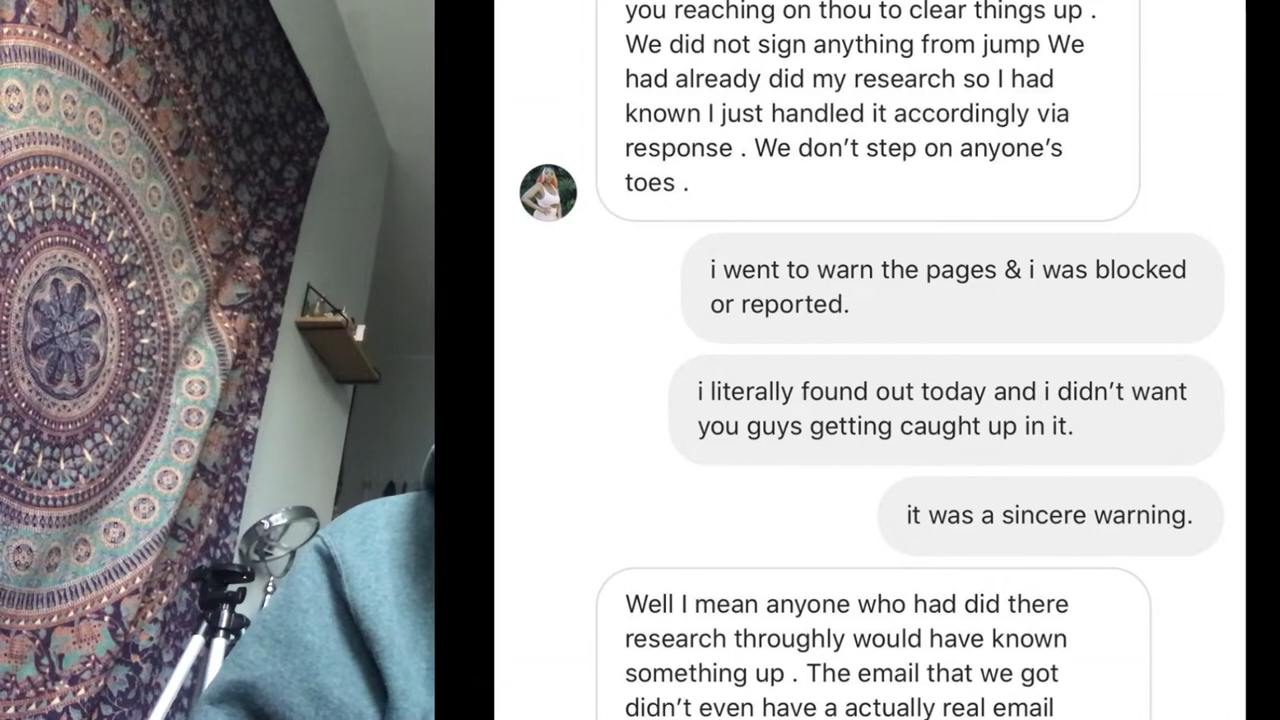 you reaching on thou to clear things up .
We did not sign anything from jump We
had already did my research so I had
known I just handled it accordingly via
response . We don’t step on anyone’s
toes .
i went to warn the pages & i was blocked
or reported.
i literally found out today and i didn’t want
you guys getting caught up in it.
it was a sincere warning.
Well I mean anyone who had did there
research throughly would have known
something up . The email that we got
didn’t even have a actually real email